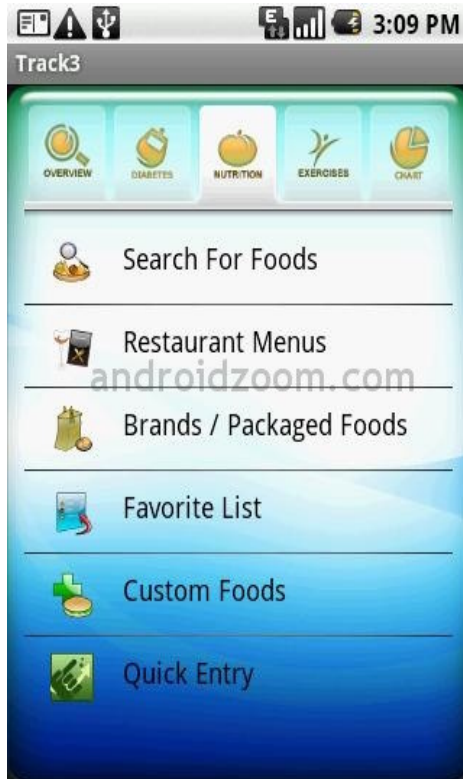 E
3:09 PM
Track3
OVERVIEW DIABETES NUTRITION EXERCISES CHART
Search For Foods
Restaurant Menus
androidzoom.com
Brands / Packaged Foods
Favorite List
Custom Foods
Quick Entry